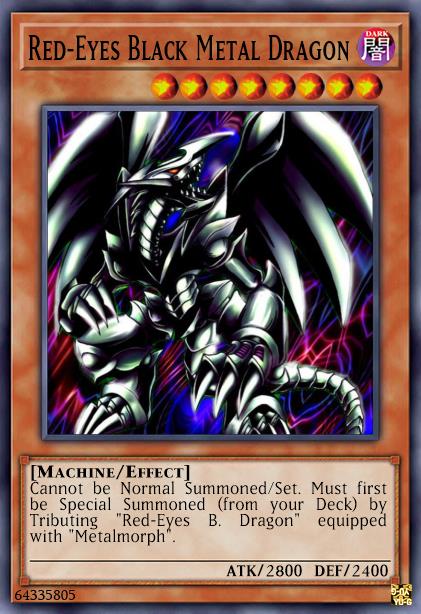 RED-EYES BLACK METAL DRAGON
DARK
闇
[MACHINE/EFFECT]
Cannot be Normal Summoned/Set. Must first
be Special Summoned (from your Deck) by
Tributing "Red-Eyes B. Dragon" equipped
with "Metalmorph".
ATK/2800 DEF/2400
64335805